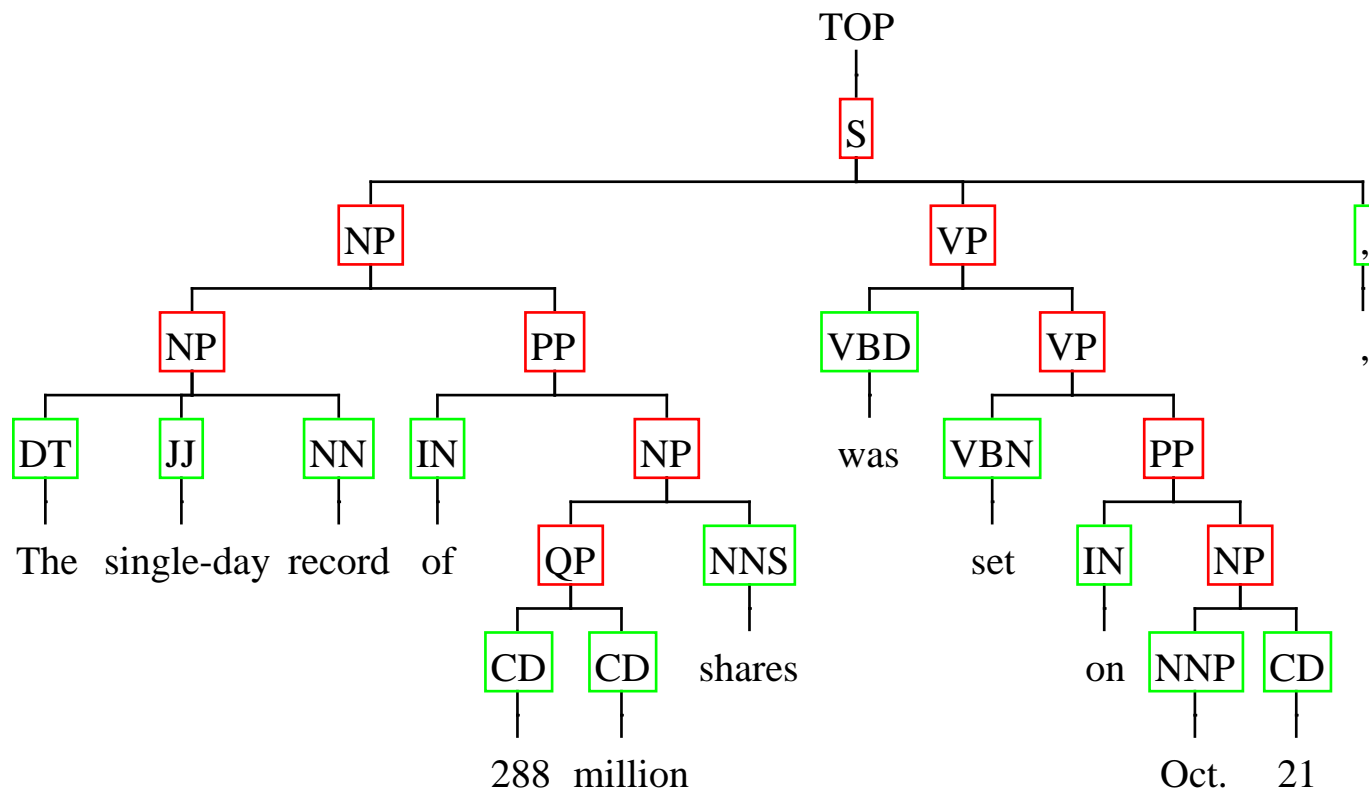 TOP
S
NP VP ,
NP PP VBD VP ,
DT JJ NN IN NP was VBN PP
The single-day record of QP NNS set IN NP
CD CD shares on NNP CD
288 million Oct. 21